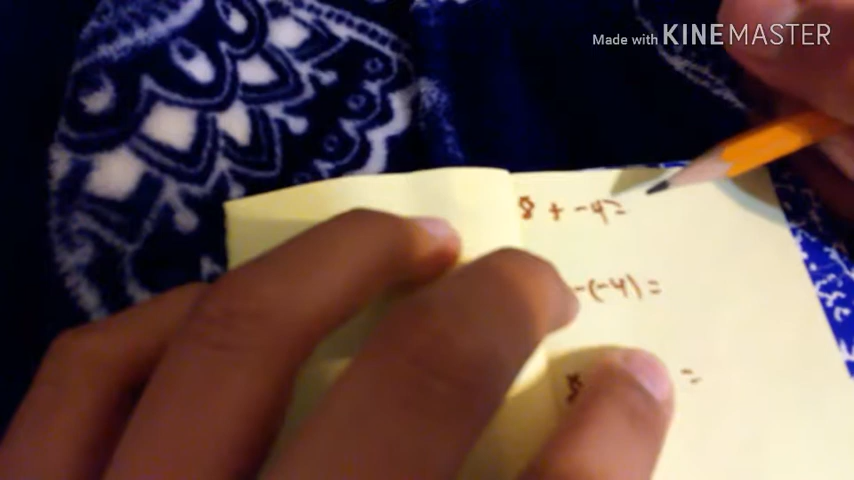 Made with KINEMASTER
8 + -4=
-(-4) =
=